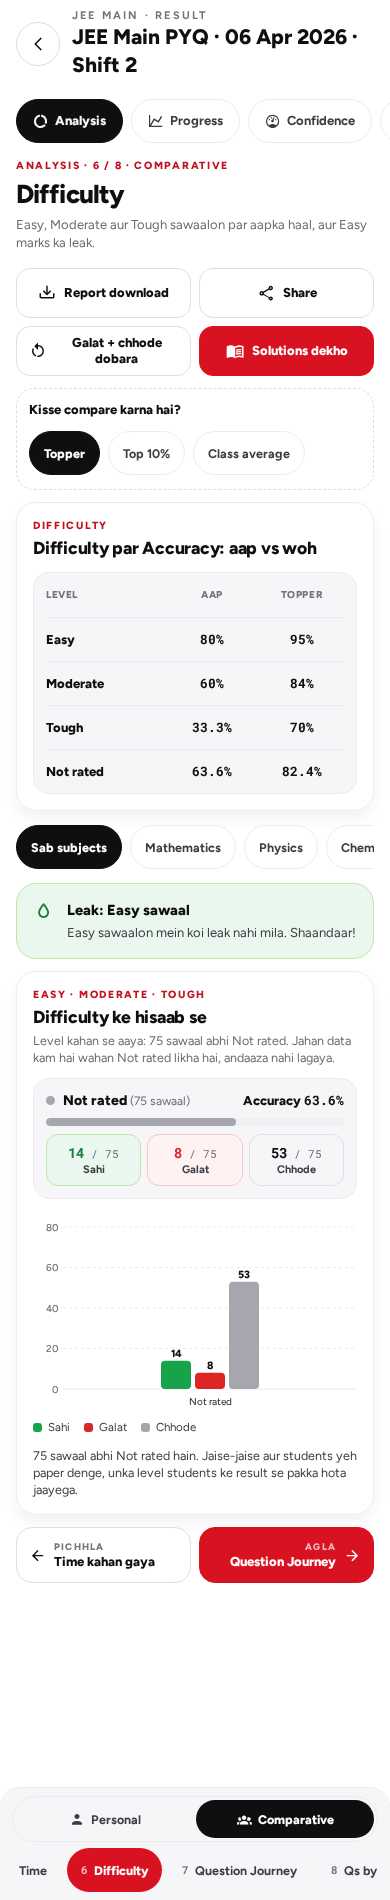 JEE MAIN · RESULT
JEE Main PYQ · 06 Apr 2026 ·
Shift 2
Analysis
Progress
Confidence
ANALYSIS · 6 / 8 · COMPARATIVE
Difficulty
Easy, Moderate aur Tough sawaalon par aapka haal, aur Easy
marks ka leak.
Report download
Share
Galat + chhode
dobara
Solutions dekho
Kisse compare karna hai?
Topper
Top 10%
Class average
DIFFICULTY
Difficulty par Accuracy: aap vs woh
LEVEL AAP TOPPER
Easy 80% 95%
Moderate 60% 84%
Tough 33.3% 70%
Not rated 63.6% 82.4%
Sab subjects
Mathematics
Physics
Chem
Leak: Easy sawaal
Easy sawaalon mein koi leak nahi mila. Shaandaar!
EASY · MODERATE · TOUGH
Difficulty ke hisaab se
Level kahan se aaya: 75 sawaal abhi Not rated. Jahan data
kam hai wahan Not rated likha hai, andaaza nahi lagaya.
Not rated (75 sawaal) Accuracy 63.6%
14 / 75
Sahi
8 / 75
Galat
53 / 75
Chhode
80
60
40
20
0
14
8
53
Not rated
Sahi Galat Chhode
75 sawaal abhi Not rated hain. Jaise-jaise aur students yeh
paper denge, unka level students ke result se pakka hota
jaayega.
PICHHLA
Time kahan gaya
AGLA
Question Journey
Personal
Comparative
Time
6 Difficulty
7 Question Journey
8 Qs by